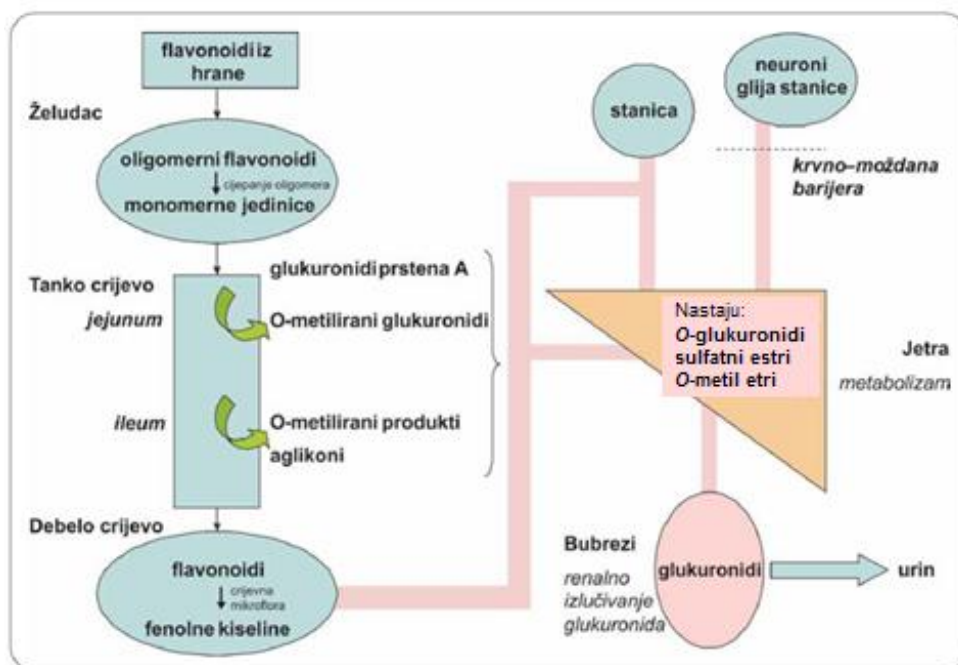 flavonoidi iz
hrane
Želudac
oligomerni flavonoidi
cijepanje oligomera
monomerne jedinice
Tanko crijevo
jejunum
glukuronidi prstena A
O-metilirani glukuronidi
ileum
O-metilirani produkti
aglikoni
Debelo crijevo
flavonoidi
crijevna
mikroflora
fenolne kiseline
stanica
neuroni
glija stanice
krvno–moždana
barijera
Nastaju:
O-glukuronidi
sulfatni estri
O-metil etri
Jetra
metabolizam
Bubrezi
renalno
izlučivanje
glukuronida
glukuronidi
urin